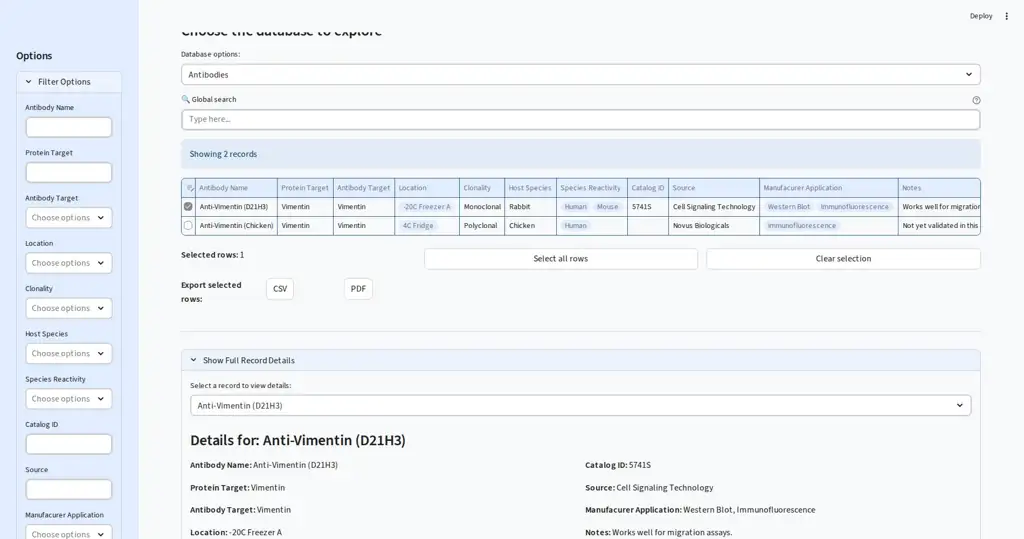 Deploy
Options
Filter Options
Antibody Name
Protein Target
Antibody Target
Choose options
Location
Choose options
Clonality
Choose options
Host Species
Choose options
Species Reactivity
Choose options
Catalog ID
Source
Manufacurer Application
Choose options
Choose the database to explore
Database options:
Antibodies
Global search
Type here...
Showing 2 records
Antibody Name Protein Target Antibody Target Location Clonality Host Species Species Reactivity Catalog ID Source Manufacurer Application Notes
Anti-Vimentin (D21H3) Vimentin Vimentin -20C Freezer A Monoclonal Rabbit Human Mouse 5741S Cell Signaling Technology Western Blot Immunofluorescence Works well for migration
Anti-Vimentin (Chicken) Vimentin Vimentin 4C Fridge Polyclonal Chicken Human Novus Biologicals Immunofluorescence Not yet validated in this
Selected rows: 1
Select all rows
Clear selection
Export selected
rows:
CSV
PDF
Show Full Record Details
Select a record to view details:
Anti-Vimentin (D21H3)
Details for: Anti-Vimentin (D21H3)
Antibody Name: Anti-Vimentin (D21H3)
Protein Target: Vimentin
Antibody Target: Vimentin
Location: -20C Freezer A
Catalog ID: 5741S
Source: Cell Signaling Technology
Manufacurer Application: Western Blot, Immunofluorescence
Notes: Works well for migration assays.